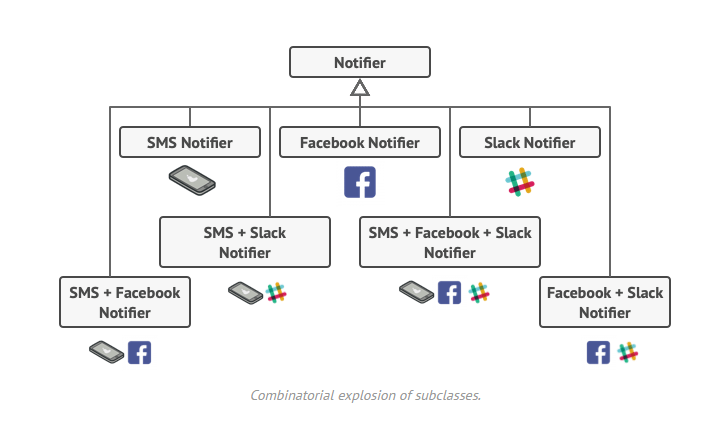 Notifier
SMS Notifier
Facebook Notifier
Slack Notifier
SMS + Slack
Notifier
SMS + Facebook + Slack
Notifier
SMS + Facebook
Notifier
Facebook + Slack
Notifier
Combinatorial explosion of subclasses.